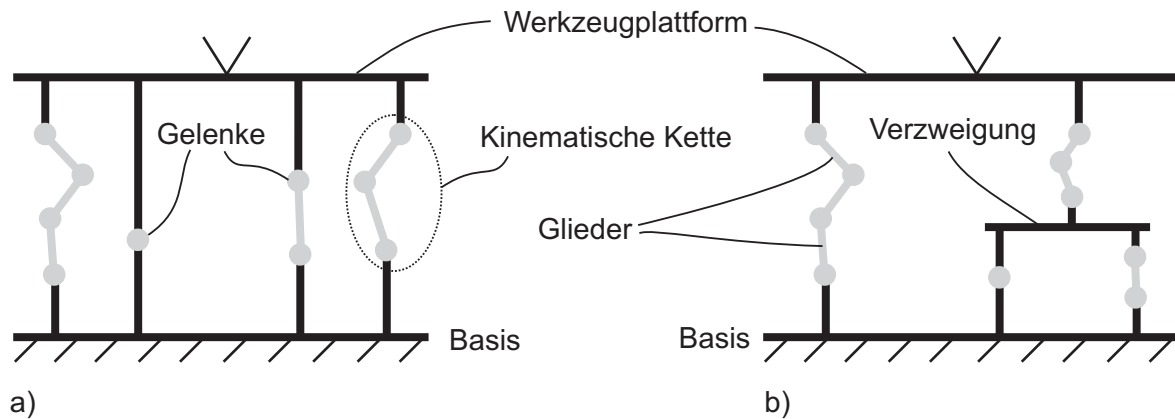 Werkzeugplattform
Gelenke
Kinematische Kette
Verzweigung
Glieder
Basis
Basis
a)
b)